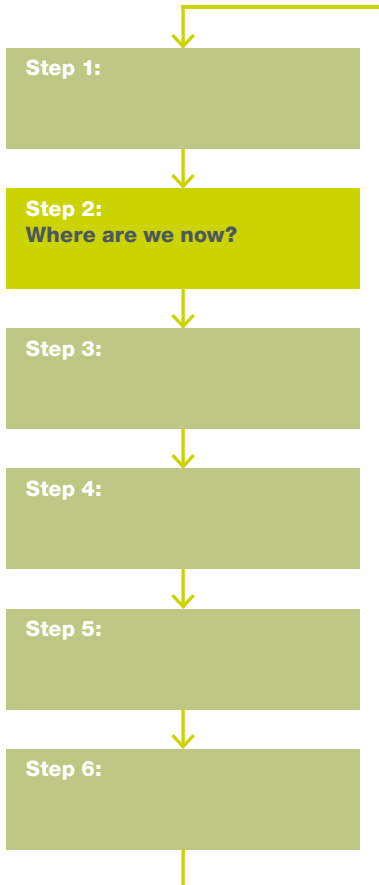 Step 1:
Step 2:
Where are we now?
Step 3:
Step 4:
Step 5:
Step 6: